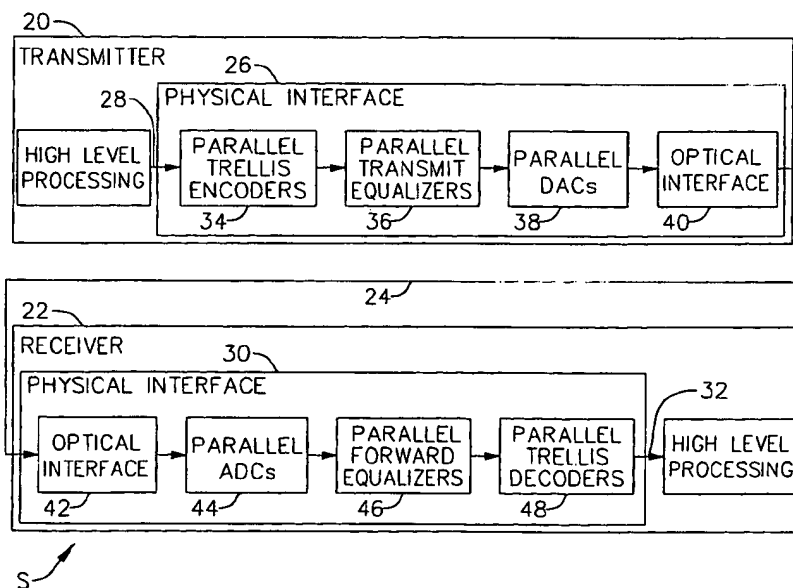 20
TRANSMITTER
26
PHYSICAL INTERFACE
28
HIGH LEVEL
PROCESSING
PARALLEL
TRELLIS
ENCODERS
34
PARALLEL
TRANSMIT
EQUALIZERS
36
PARALLEL
DACs
38
OPTICAL
INTERFACE
40
24
22
RECEIVER
30
PHYSICAL INTERFACE
32
OPTICAL
INTERFACE
42
PARALLEL
ADCs
44
PARALLEL
FORWARD
EQUALIZERS
46
PARALLEL
TRELLIS
DECODERS
48
HIGH LEVEL
PROCESSING
S